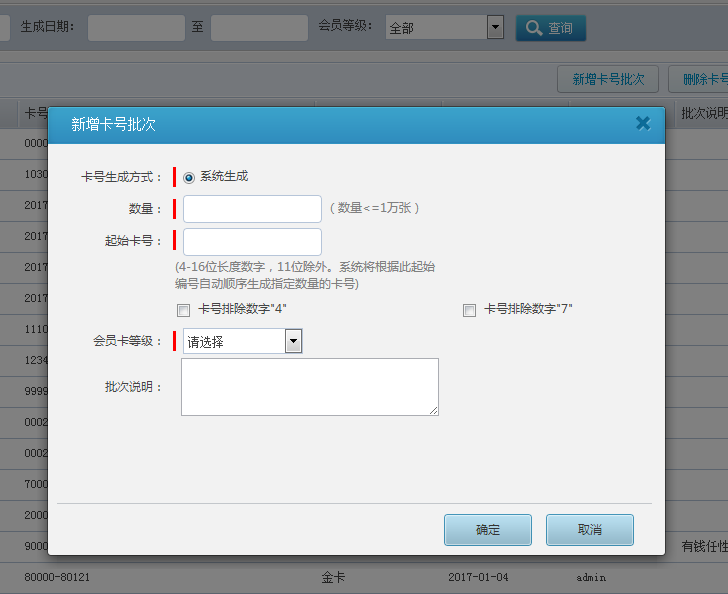 生成日期： 至 会员等级： 全部 查询
新增卡号批次 删除卡号
卡号 批次说明
新增卡号批次
0000
卡号生成方式： 系统生成
1030
数量： （数量<=1万张）
2017
起始卡号：
2017
(4-16位长度数字，11位除外。系统将根据此起始
编号自动顺序生成指定数量的卡号)
2017
2017
卡号排除数字"4" 卡号排除数字"7"
1110
会员卡等级： 请选择
1234
批次说明：
9999
0002
0002
7000
2000
确定 取消
9000 有钱任性
80000-80121 金卡 2017-01-04 admin